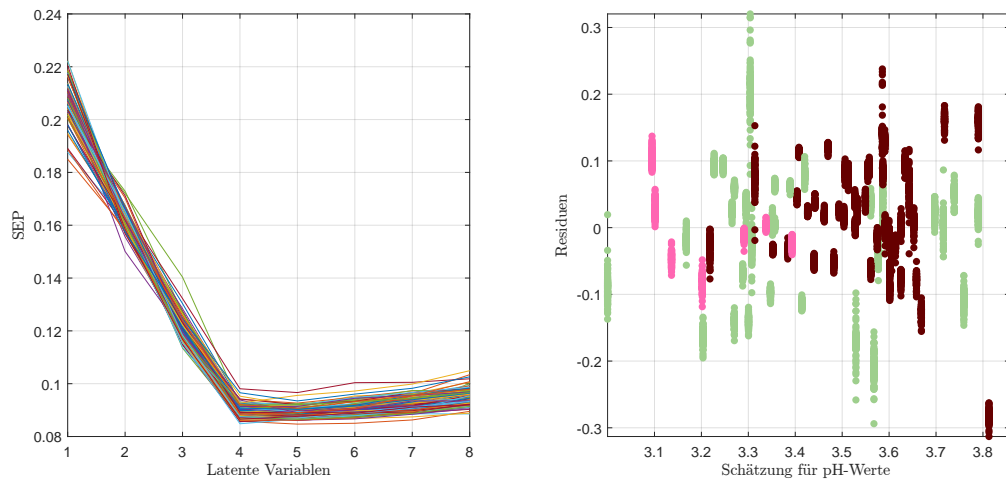 0.24
0.22
0.2
0.18
0.16
0.14
0.12
0.1
0.08
SEP
1 2 3 4 5 6 7 8
Latente Variablen
0.3
0.2
0.1
0
-0.1
-0.2
-0.3
Residuen
3.1 3.2 3.3 3.4 3.5 3.6 3.7 3.8
Schätzung für pH-Werte